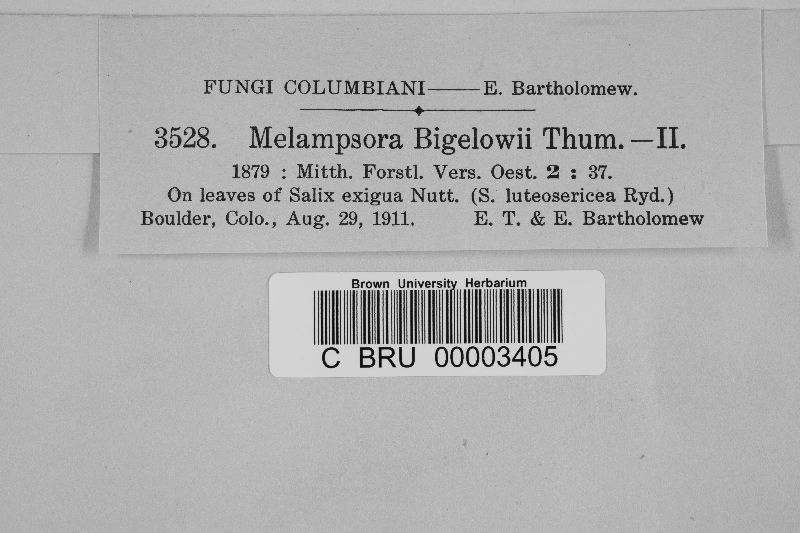 FUNGI COLUMBIANI—E. Bartholomew.
3528. Melampsora Bigelowii Thum.—II.
1879 : Mitth. Forstl. Vers. Oest. 2 : 37.
On leaves of Salix exigua Nutt. (S. luteosericea Ryd.)
Boulder, Colo., Aug. 29, 1911. E. T. & E. Bartholomew
Brown University Herbarium
C BRU 00003405